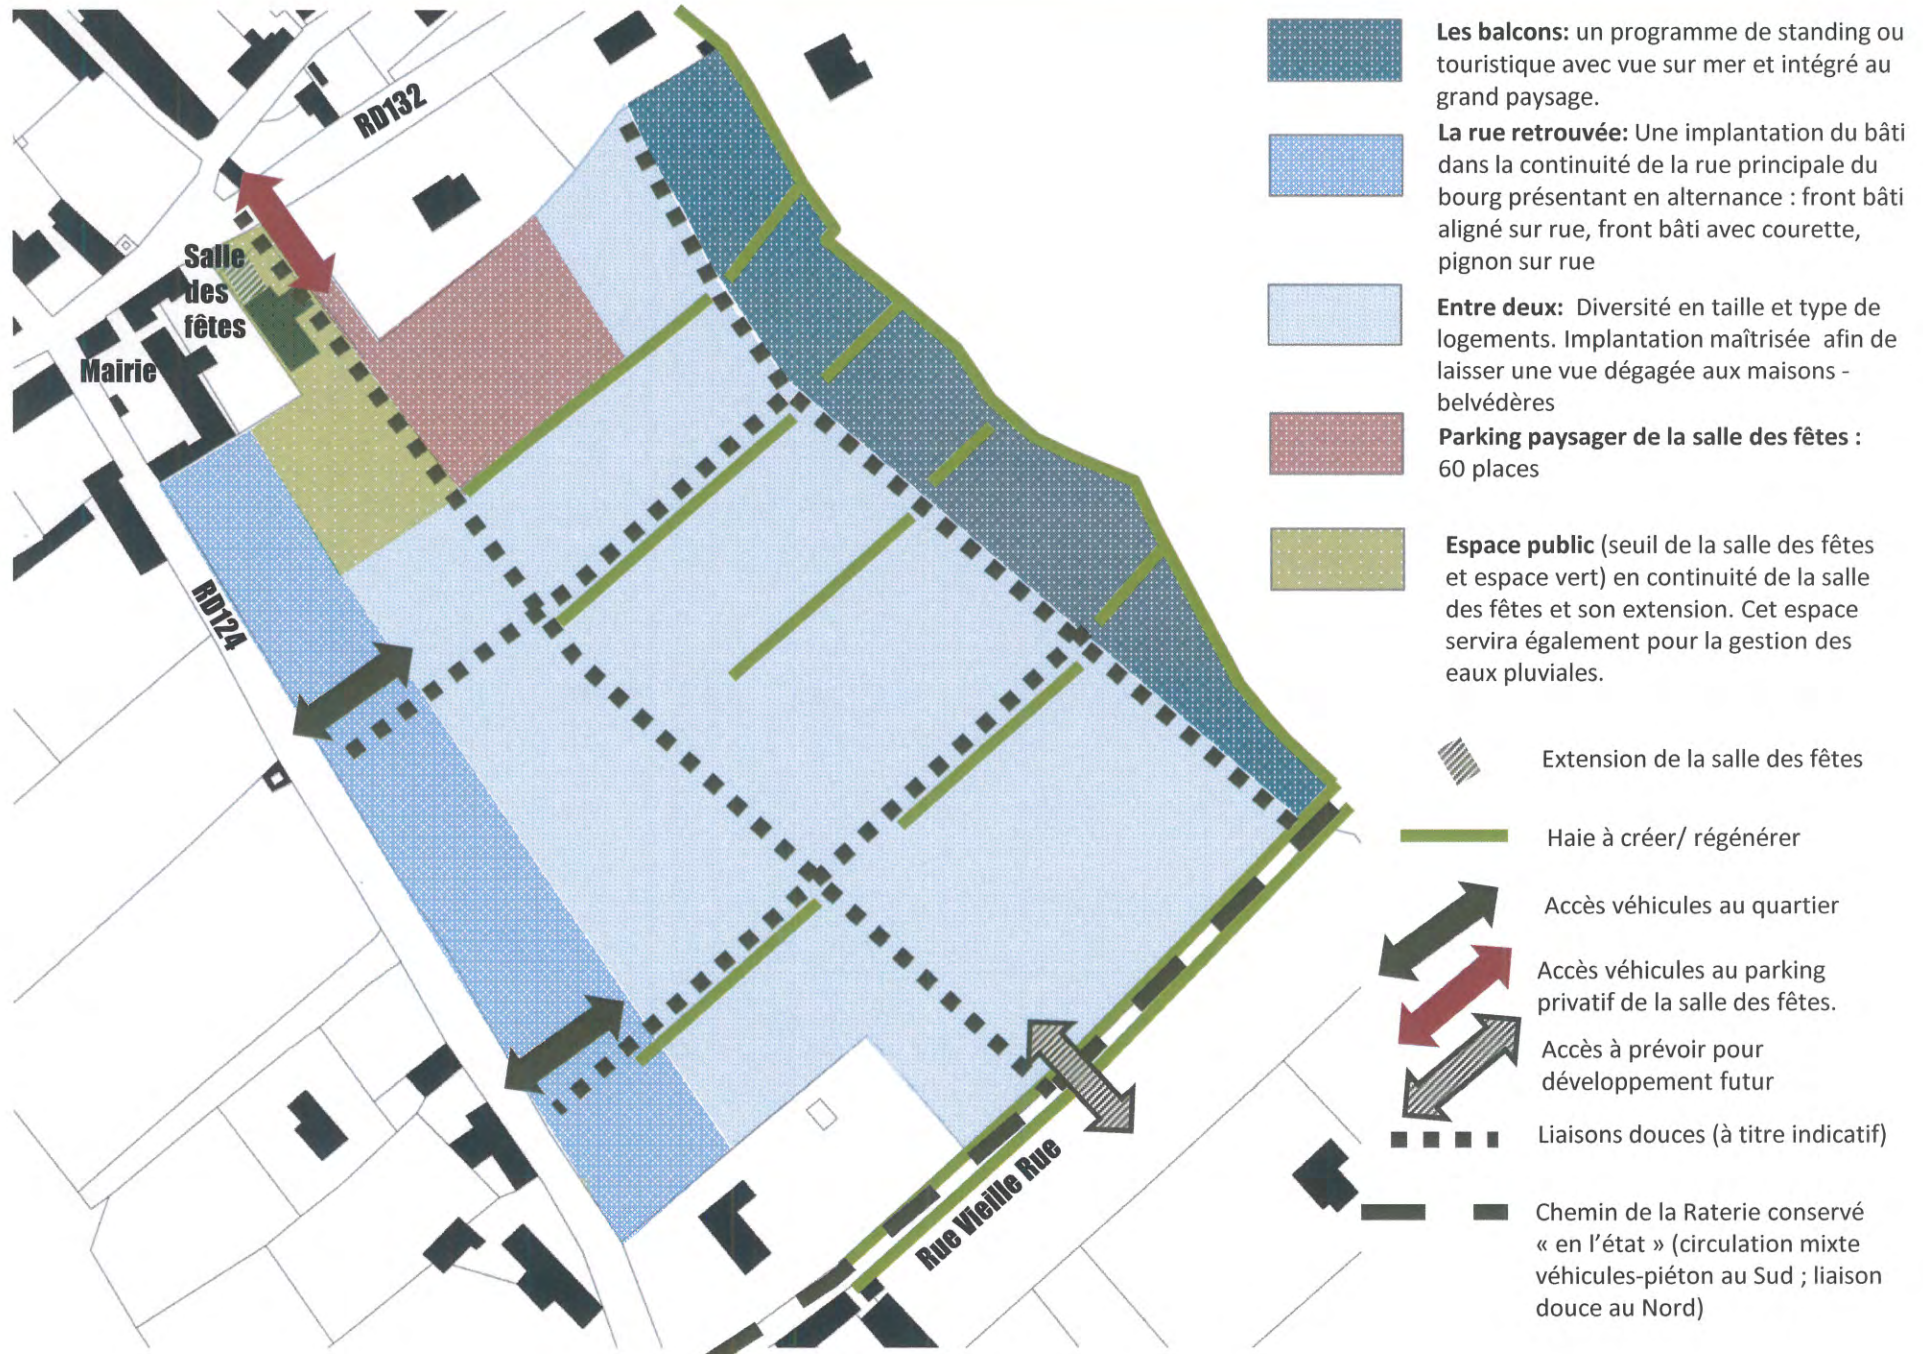 RD132
Salle
des
fêtes
Mairie
RD124
Rue Vieille Rue
Les balcons: un programme de standing ou
touristique avec vue sur mer et intégré au
grand paysage.
La rue retrouvée: Une implantation du bâti
dans la continuité de la rue principale du
bourg présentant en alternance : front bâti
aligné sur rue, front bâti avec courette,
pignon sur rue
Entre deux: Diversité en taille et type de
logements. Implantation maîtrisée afin de
laisser une vue dégagée aux maisons -
belvédères
Parking paysager de la salle des fêtes :
60 places
Espace public (seuil de la salle des fêtes
et espace vert) en continuité de la salle
des fêtes et son extension. Cet espace
servira également pour la gestion des
eaux pluviales.
Extension de la salle des fêtes
Haie à créer/ régénérer
Accès véhicules au quartier
Accès véhicules au parking
privatif de la salle des fêtes.
Accès à prévoir pour
développement futur
Liaisons douces (à titre indicatif)
Chemin de la Raterie conservé
« en l'état » (circulation mixte
véhicules-piéton au Sud ; liaison
douce au Nord)